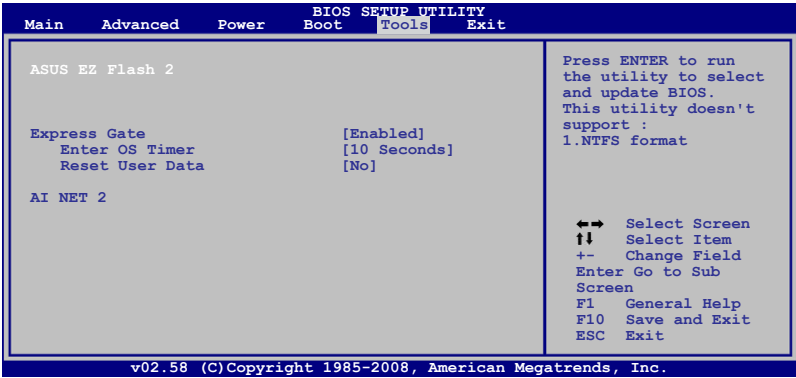 BIOS SETUP UTILITY
Main Advanced Power Boot Tools Exit
ASUS EZ Flash 2
Express Gate [Enabled]
Enter OS Timer [10 Seconds]
Reset User Data [No]
AI NET 2
Press ENTER to run
the utility to select
and update BIOS.
This utility doesn't
support :
1.NTFS format
←→ Select Screen
↑↓ Select Item
+- Change Field
Enter Go to Sub
Screen
F1 General Help
F10 Save and Exit
ESC Exit
v02.58 (C)Copyright 1985-2008, American Megatrends, Inc.